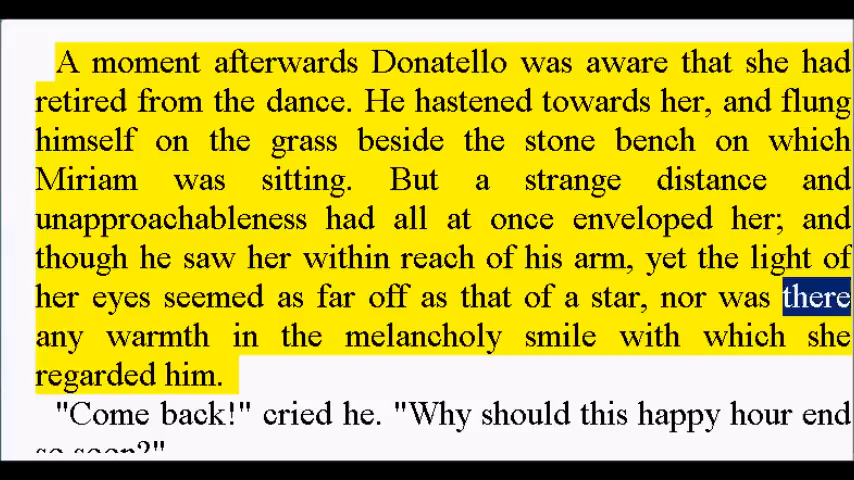 A moment afterwards Donatello was aware that she had
retired from the dance. He hastened towards her, and flung
himself on the grass beside the stone bench on which
Miriam was sitting. But a strange distance and
unapproachableness had all at once enveloped her; and
though he saw her within reach of his arm, yet the light of
her eyes seemed as far off as that of a star, nor was there
any warmth in the melancholy smile with which she
regarded him.
"Come back!" cried he. "Why should this happy hour end
so soon?"